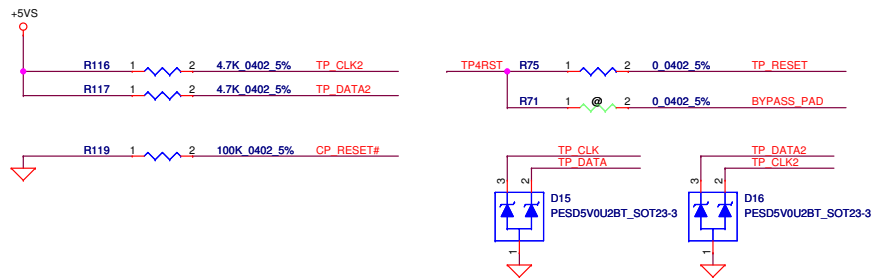 +5VS
R116 1 2 4.7K_0402_5% TP_CLK2
R117 1 2 4.7K_0402_5% TP_DATA2
R119 1 2 100K_0402_5% CP_RESET#
TP4RST R75 1 2 0_0402_5% TP_RESET
R71 1 @ 2 0_0402_5% BYPASS_PAD
TP_CLK
TP_DATA
3 2
D15
PESD5V0U2BT_SOT23-3
1
TP_DATA2
TP_CLK2
3 2
D16
PESD5V0U2BT_SOT23-3
1